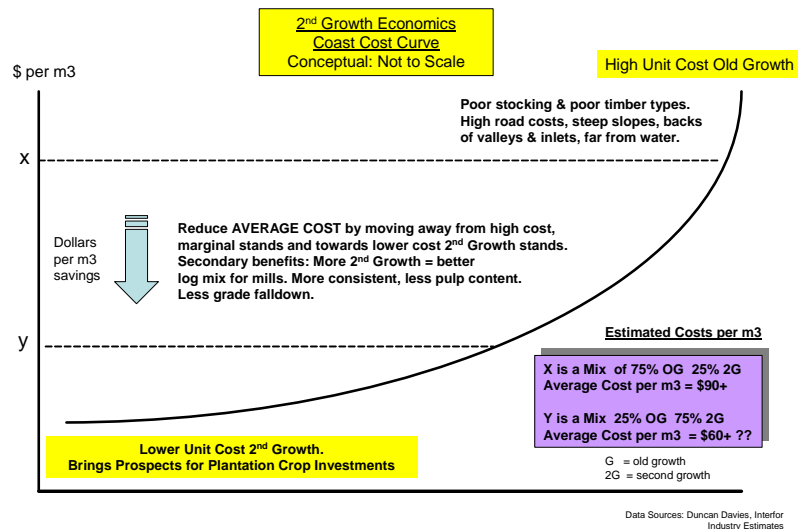 2nd Growth Economics
Coast Cost Curve
Conceptual: Not to Scale
High Unit Cost Old Growth
$ per m3
Poor stocking & poor timber types.
High road costs, steep slopes, backs
of valleys & inlets, far from water.
x
Dollars
per m3
savings
Reduce AVERAGE COST by moving away from high cost,
marginal stands and towards lower cost 2nd Growth stands.
Secondary benefits: More 2nd Growth = better
log mix for mills. More consistent, less pulp content.
Less grade falldown.
y
Estimated Costs per m3
X is a Mix of 75% OG 25% 2G
Average Cost per m3 = $90+
Y is a Mix 25% OG 75% 2G
Average Cost per m3 = $60+ ??
Lower Unit Cost 2nd Growth.
Brings Prospects for Plantation Crop Investments
G = old growth
2G = second growth
Data Sources: Duncan Davies, Interfor
Industry Estimates